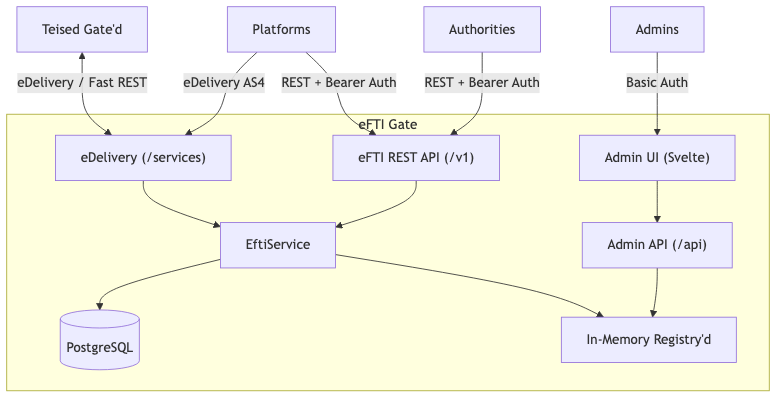 Teised Gate'd
Platforms
Authorities
Admins
eDelivery / Fast REST
eDelivery AS4
REST + Bearer Auth
REST + Bearer Auth
Basic Auth
eFTI Gate
eDelivery (/services)
eFTI REST API (/v1)
Admin UI (Svelte)
EftiService
Admin API (/api)
PostgreSQL
In-Memory Registry'd